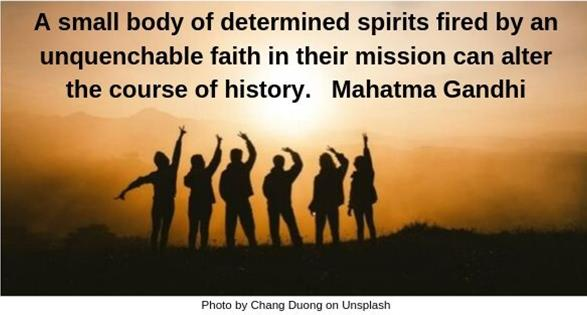 A small body of determined spirits fired by an
unquenchable faith in their mission can alter
the course of history.   Mahatma Gandhi
Photo by Chang Duong on Unsplash